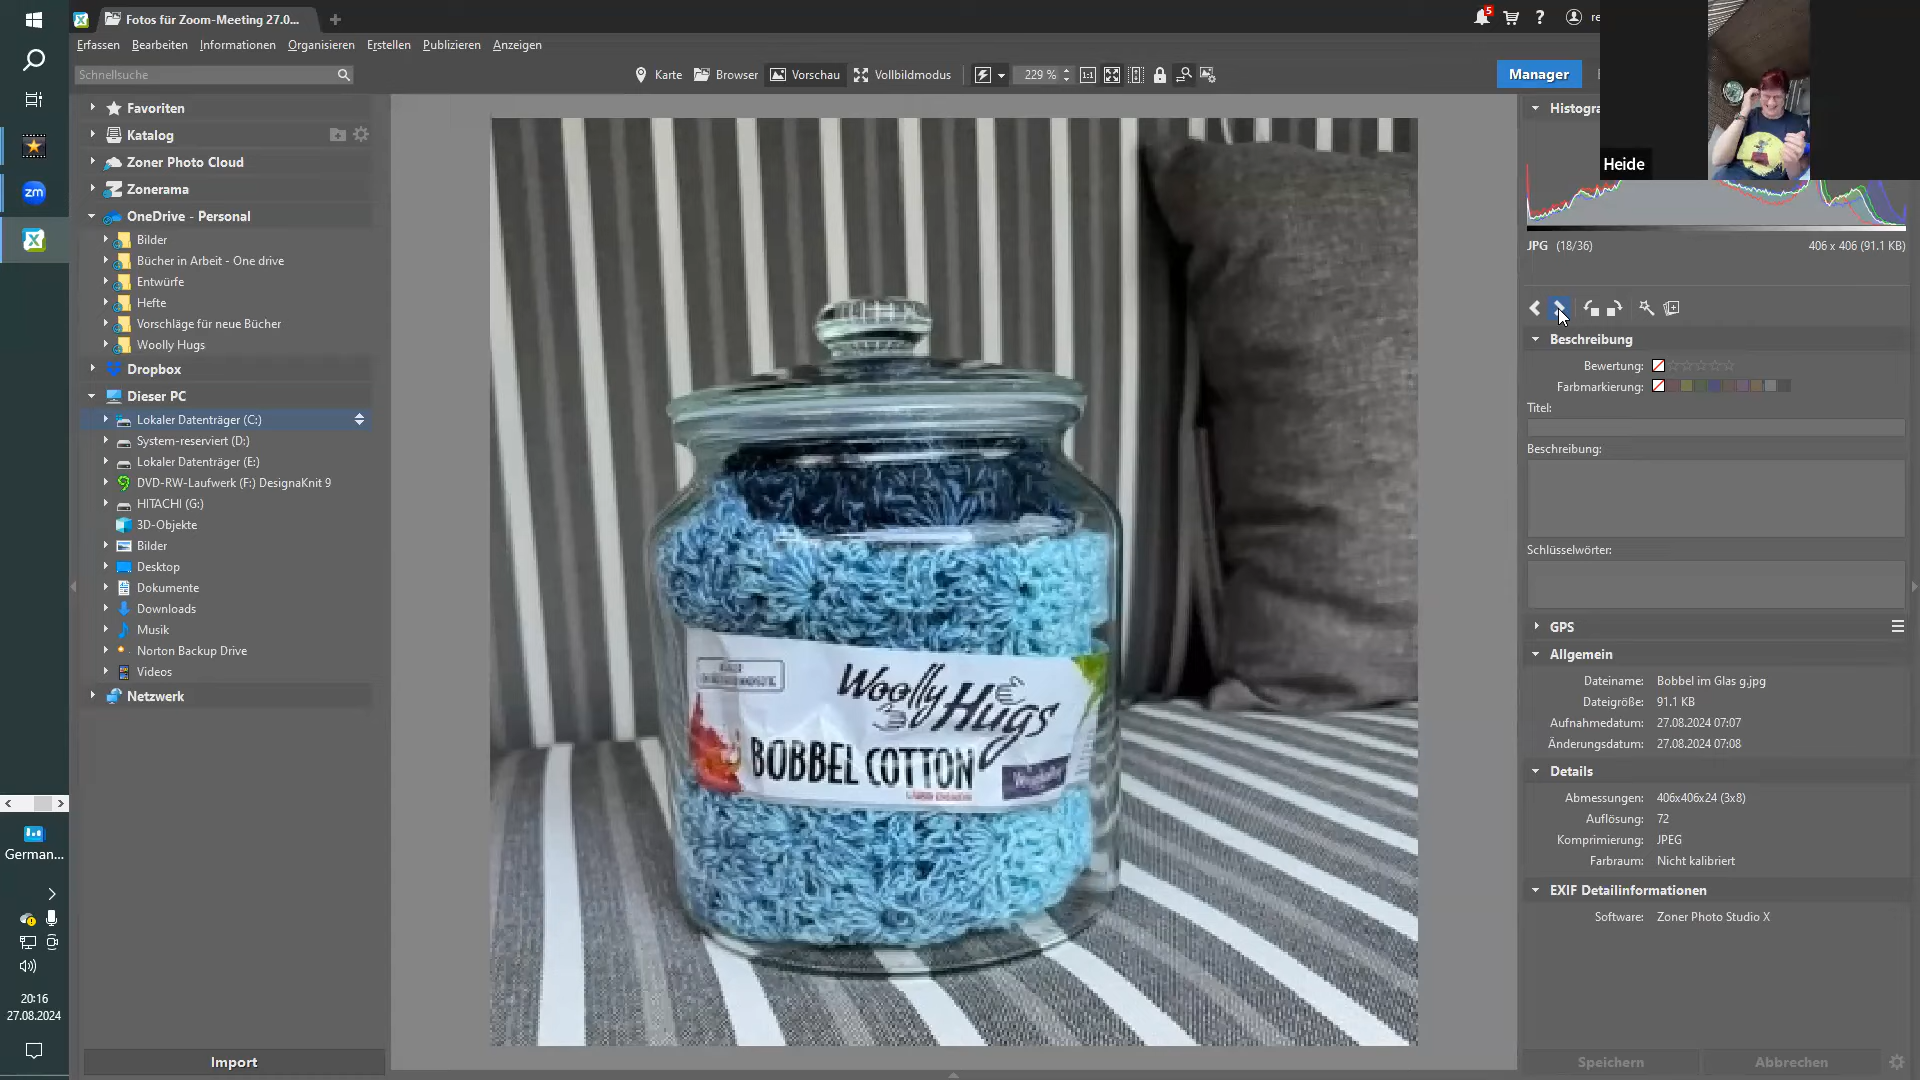 Fotos für Zoom-Meeting 27.0...
5
re
Erfassen Bearbeiten Informationen Organisieren Erstellen Publizieren Anzeigen
Schnellsuche
Karte Browser Vorschau Vollbildmodus 229 % 1:1
Manager
Heide
Favoriten
Katalog
Zoner Photo Cloud
Zonerama
OneDrive - Personal
Bilder
Bücher in Arbeit - One drive
Entwürfe
Hefte
Vorschläge für neue Bücher
Woolly Hugs
Dropbox
Dieser PC
Lokaler Datenträger (C:)
System-reserviert (D:)
Lokaler Datenträger (E:)
DVD-RW-Laufwerk (F:) DesignaKnit 9
HITACHI (G:)
3D-Objekte
Bilder
Desktop
Dokumente
Downloads
Musik
Norton Backup Drive
Videos
Netzwerk
Import
zm
German...
20:16
27.08.2024
Woolly Hugs
BOBBEL COTTON
Histogra
JPG (18/36) 406 x 406 (91.1 KB)
Beschreibung
Bewertung:
Farbmarkierung:
Titel:
Beschreibung:
Schlüsselwörter:
GPS
Allgemein
Dateiname: Bobbel im Glas g.jpg
Dateigröße: 91.1 KB
Aufnahmedatum: 27.08.2024 07:07
Änderungsdatum: 27.08.2024 07:08
Details
Abmessungen: 406x406x24 (3x8)
Auflösung: 72
Komprimierung: JPEG
Farbraum: Nicht kalibriert
EXIF Detailinformationen
Software: Zoner Photo Studio X
Speichern Abbrechen